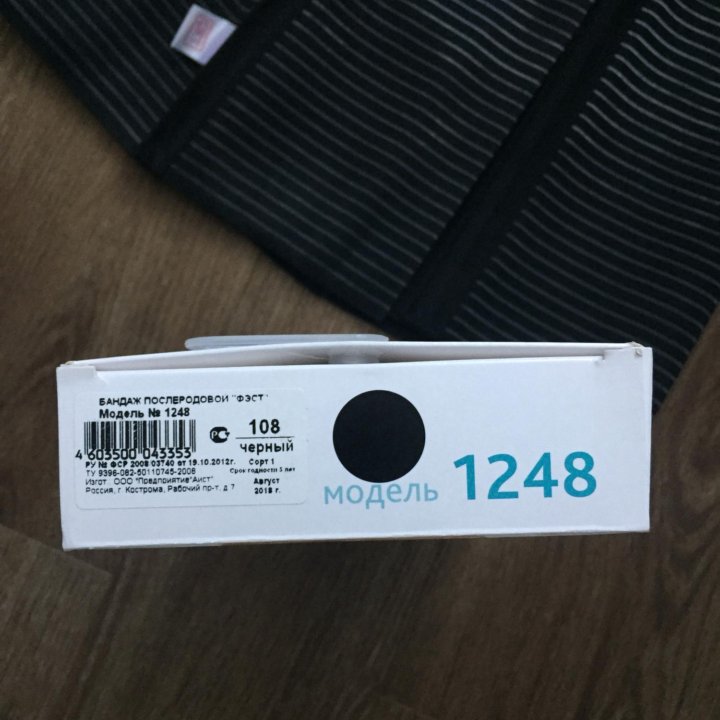 БАНДАЖ ПОСЛЕРОДОВОЙ "ФЭСТ"
Модель № 1248
4 603500 043353
РСТ
108
черный
РУ № ФСР 2008/03740 от 19.10.2012г.
Сорт 1
ТУ 9396-082-50110745-2008
Срок годности 5 лет
Изгот. ООО "Предприятие"Аист"
Август
Россия, г. Кострома, Рабочий пр-т, д.7
2018 г.
модель 1248